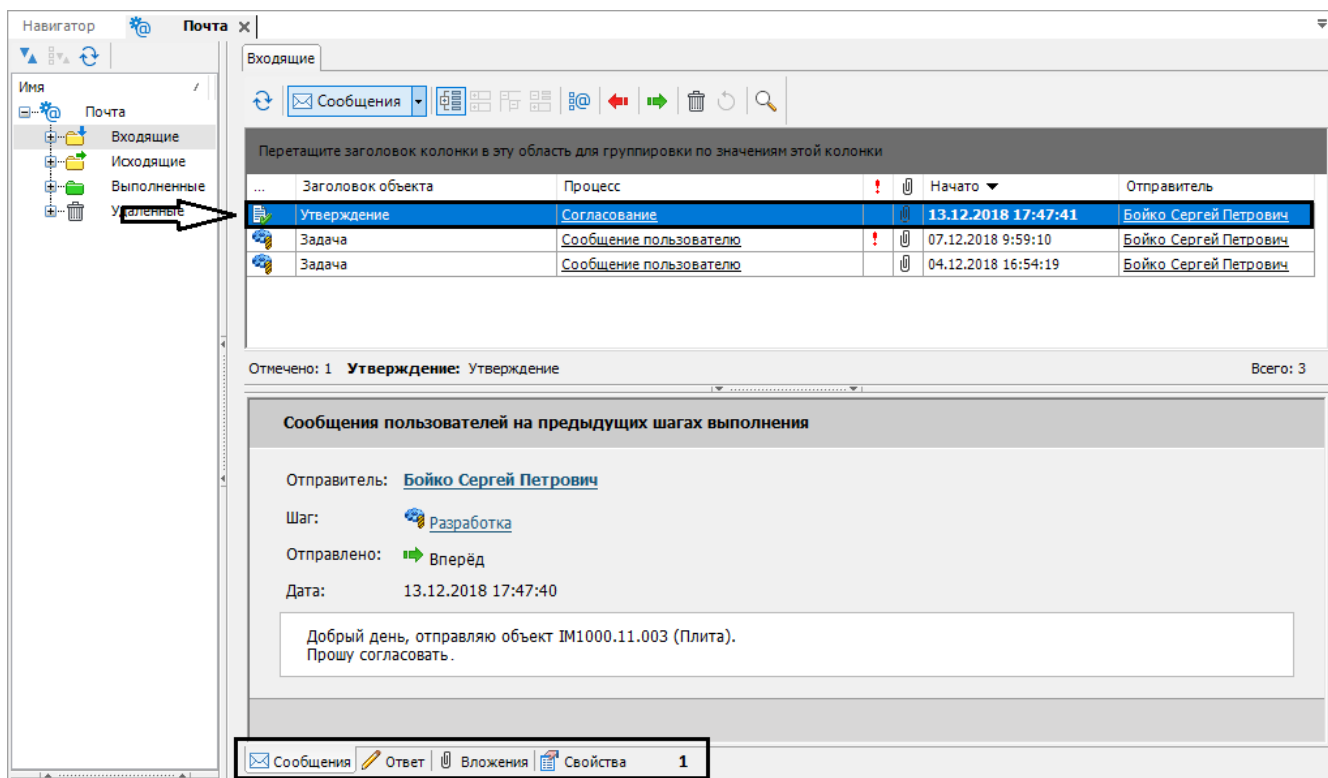 Навигатор Почта
Входящие
Имя /
Почта
Входящие
Исходящие
Выполненные
Удаленные
Сообщения
Перетащите заголовок колонки в эту область для группировки по значениям этой колонки
... Заголовок объекта Процесс ! Начато Отправитель
Утверждение Согласование 13.12.2018 17:47:41 Бойко Сергей Петрович
Задача Сообщение пользователю ! 07.12.2018 9:59:10 Бойко Сергей Петрович
Задача Сообщение пользователю 04.12.2018 16:54:19 Бойко Сергей Петрович
Отмечено: 1 Утверждение: Утверждение Всего: 3
Сообщения пользователей на предыдущих шагах выполнения
Отправитель: Бойко Сергей Петрович
Шаг: Разработка
Отправлено: Вперёд
Дата: 13.12.2018 17:47:40
Добрый день, отправляю объект IM1000.11.003 (Плита).
Прошу согласовать.
Сообщения Ответ Вложения Свойства 1